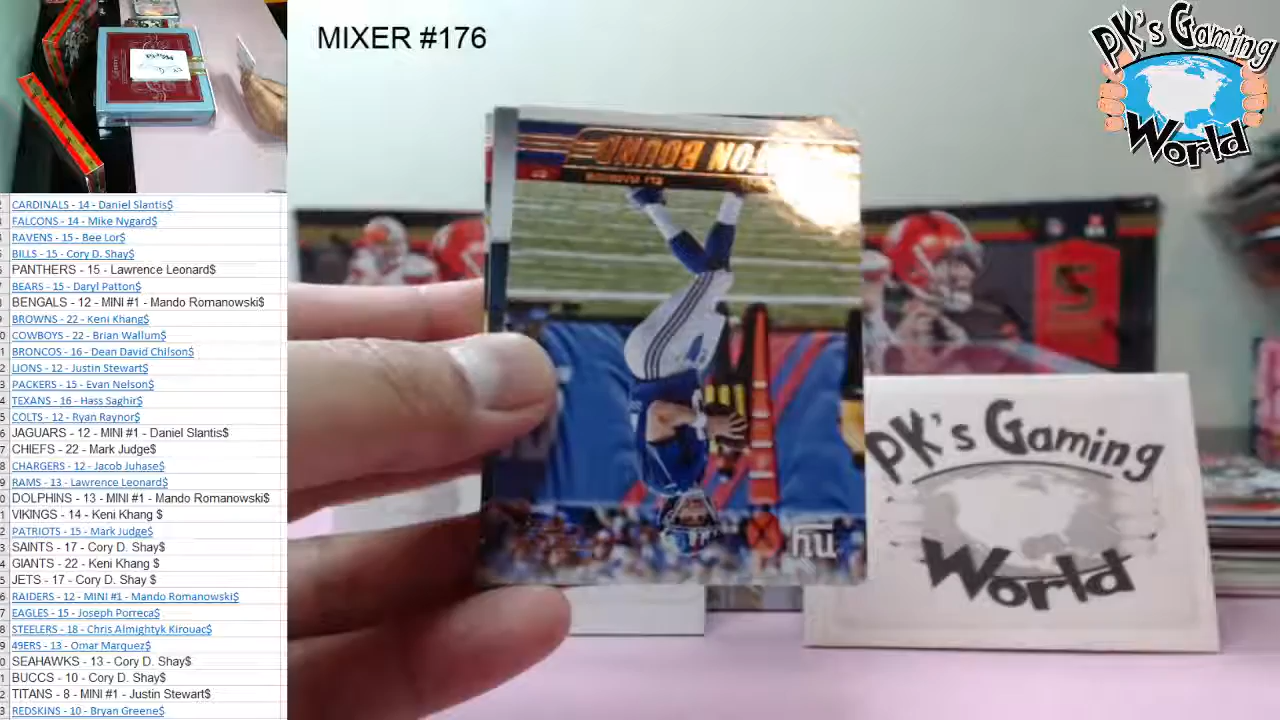 MIXER #176
PK's Gaming
World
CARDINALS - 14 - Daniel Slantis$
FALCONS - 14 - Mike Nygard$
RAVENS - 15 - Bee Lor$
BILLS - 15 - Cory D. Shay$
PANTHERS - 15 - Lawrence Leonard$
BEARS - 15 - Daryl Patton$
BENGALS - 12 - MINI #1 - Mando Romanowski$
BROWNS - 22 - Keni Khang$
COWBOYS - 22 - Brian Wallum$
BRONCOS - 16 - Dean David Chilson$
LIONS - 12 - Justin Stewart$
PACKERS - 15 - Evan Nelson$
TEXANS - 16 - Hass Saghir$
COLTS - 12 - Ryan Raynor$
JAGUARS - 12 - MINI #1 - Daniel Slantis$
CHIEFS - 22 - Mark Judge$
CHARGERS - 12 - Jacob Juhase$
RAMS - 13 - Lawrence Leonard$
DOLPHINS - 13 - MINI #1 - Mando Romanowski$
VIKINGS - 14 - Keni Khang $
PATRIOTS - 15 - Mark Judge$
SAINTS - 17 - Cory D. Shay$
GIANTS - 22 - Keni Khang $
JETS - 17 - Cory D. Shay $
RAIDERS - 12 - MINI #1 - Mando Romanowski$
EAGLES - 15 - Joseph Porreca$
STEELERS - 18 - Chris Almightyk Kirouac$
49ERS - 13 - Omar Marquez$
SEAHAWKS - 13 - Cory D. Shay$
BUCCS - 10 - Cory D. Shay$
TITANS - 8 - MINI #1 - Justin Stewart$
REDSKINS - 10 - Bryan Greene$
BOUND
ny
PK's Gaming
World